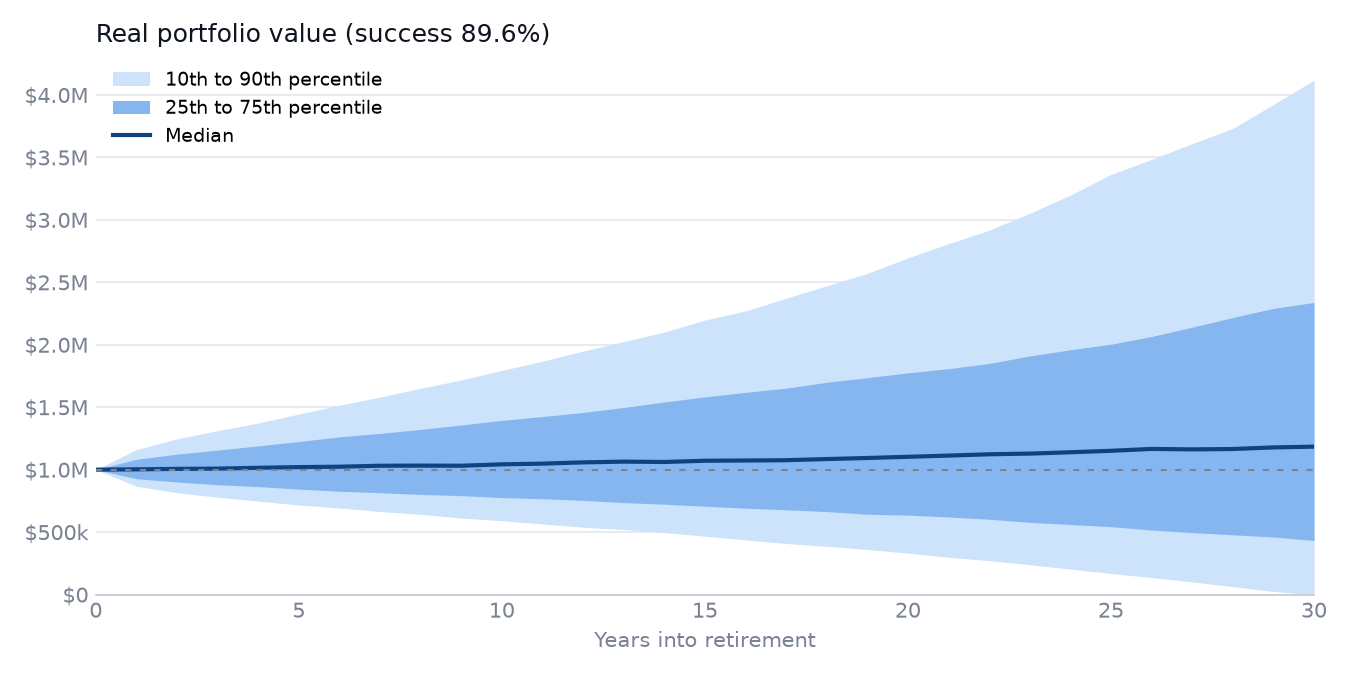 Real portfolio value (success 89.6%)
10th to 90th percentile
25th to 75th percentile
Median
$4.0M
$3.5M
$3.0M
$2.5M
$2.0M
$1.5M
$1.0M
$500k
$0
0 5 10 15 20 25 30
Years into retirement